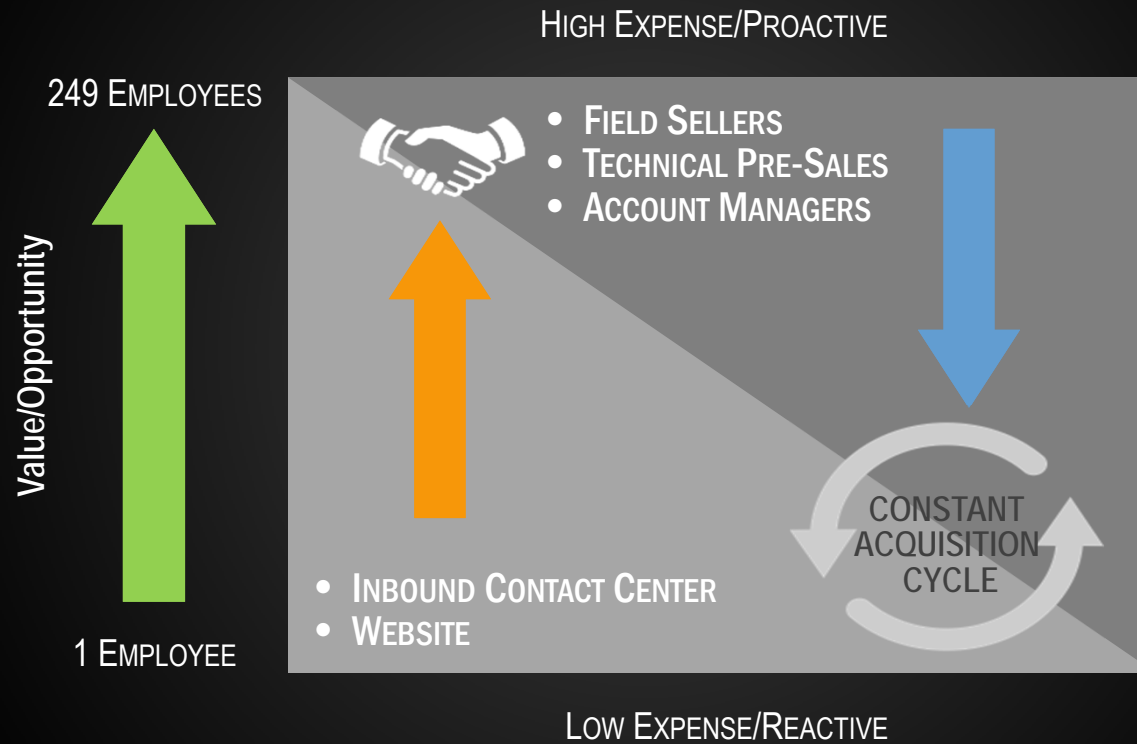 HIGH EXPENSE/PROACTIVE
249 EMPLOYEES
• FIELD SELLERS
• TECHNICAL PRE-SALES
• ACCOUNT MANAGERS
Value/Opportunity
CONSTANT
ACQUISITION
CYCLE
• INBOUND CONTACT CENTER
• WEBSITE
1 EMPLOYEE
LOW EXPENSE/REACTIVE